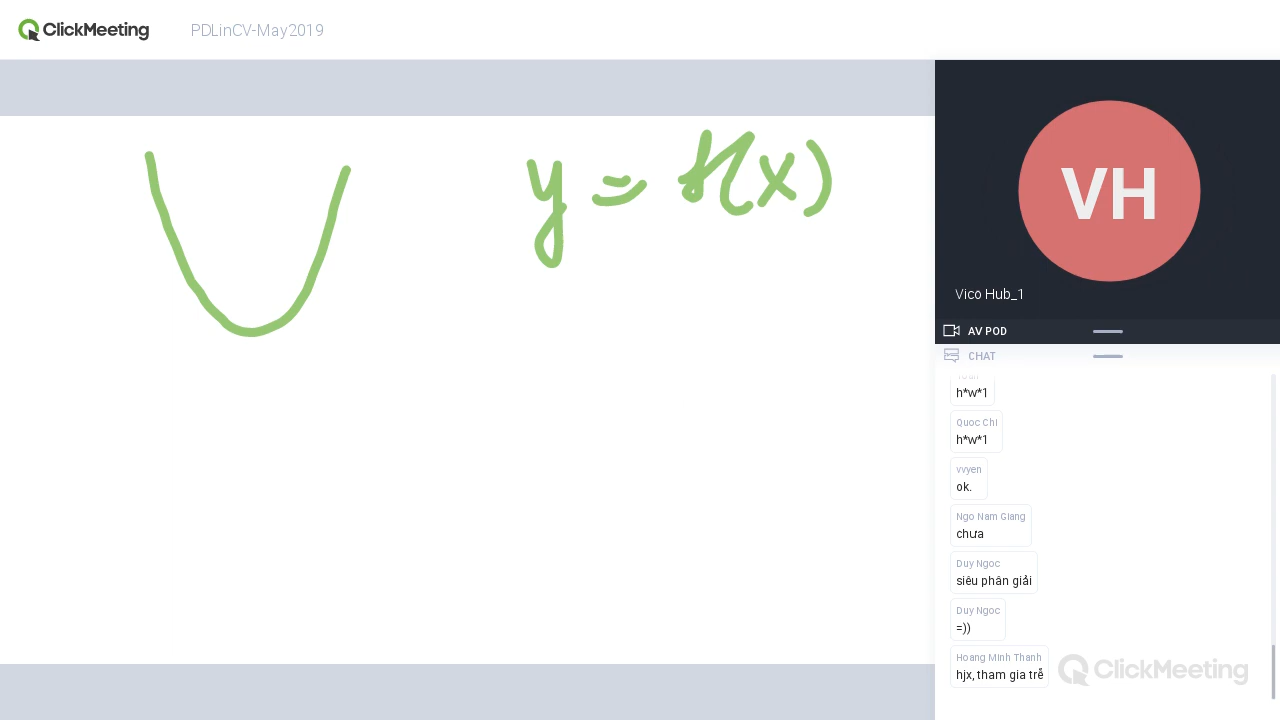 ClickMeeting
PDLinCV-May2019
y = f(x)
VH
Vico Hub_1
AV POD
CHAT
h*w*1
Quoc Chi
h*w*1
vvyen
ok.
Ngo Nam Giang
chưa
Duy Ngoc
siêu phân giải
Duy Ngoc
=))
Hoang Minh Thanh
hjx, tham gia trễ
ClickMeeting